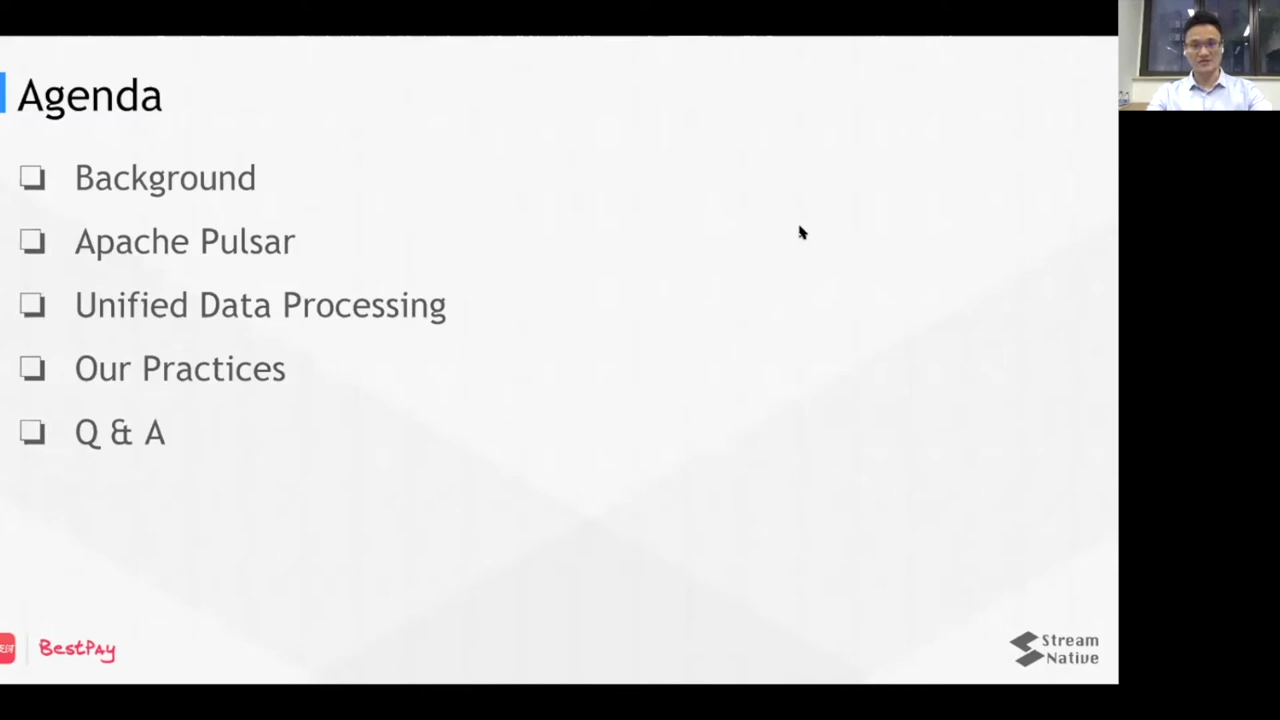 Agenda
Background
Apache Pulsar
Unified Data Processing
Our Practices
Q & A
BestPay
Stream
Native